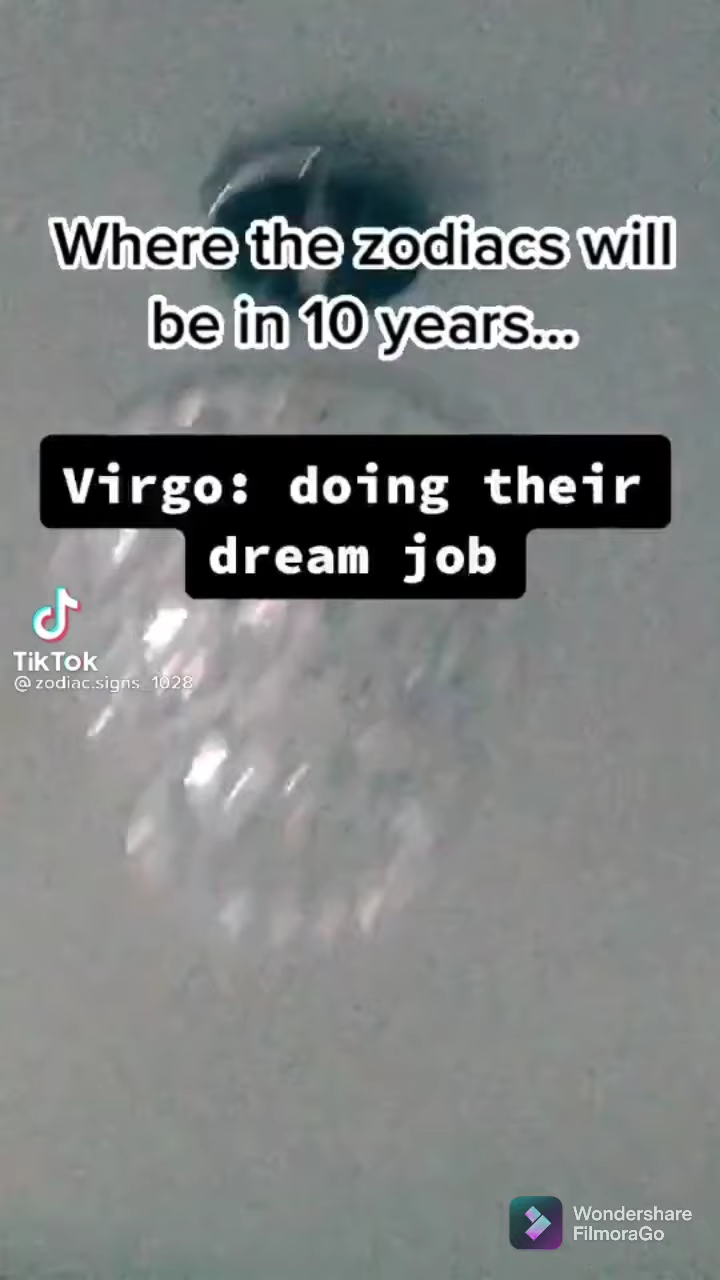 Where the zodiacs will
be in 10 years...
Virgo: doing their
dream job
TikTok
@zodiac.signs_1028
Wondershare
FilmoraGo